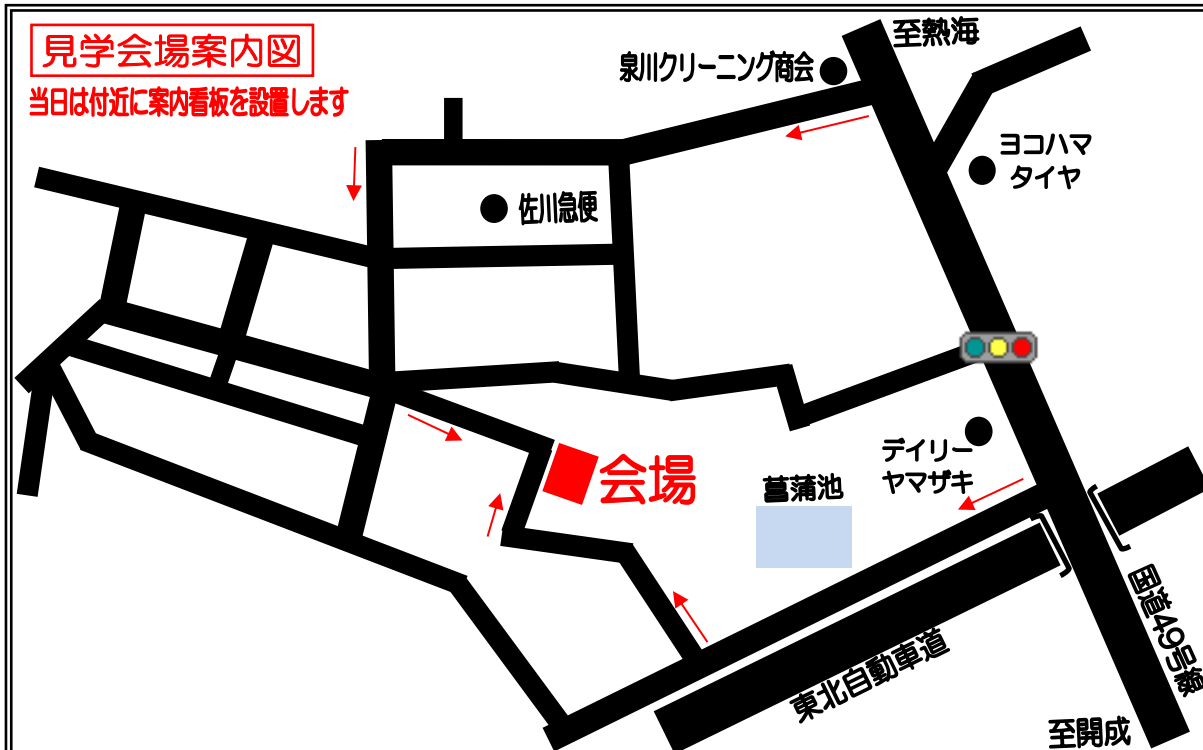 見学会場案内図
当日は付近に案内看板を設置します
至熱海
泉川クリーニング商会
ヨコハマ
タイヤ
佐川急便
デイリー
ヤマザキ
会場
菖蒲池
国道49号線
東北自動車道
至開成